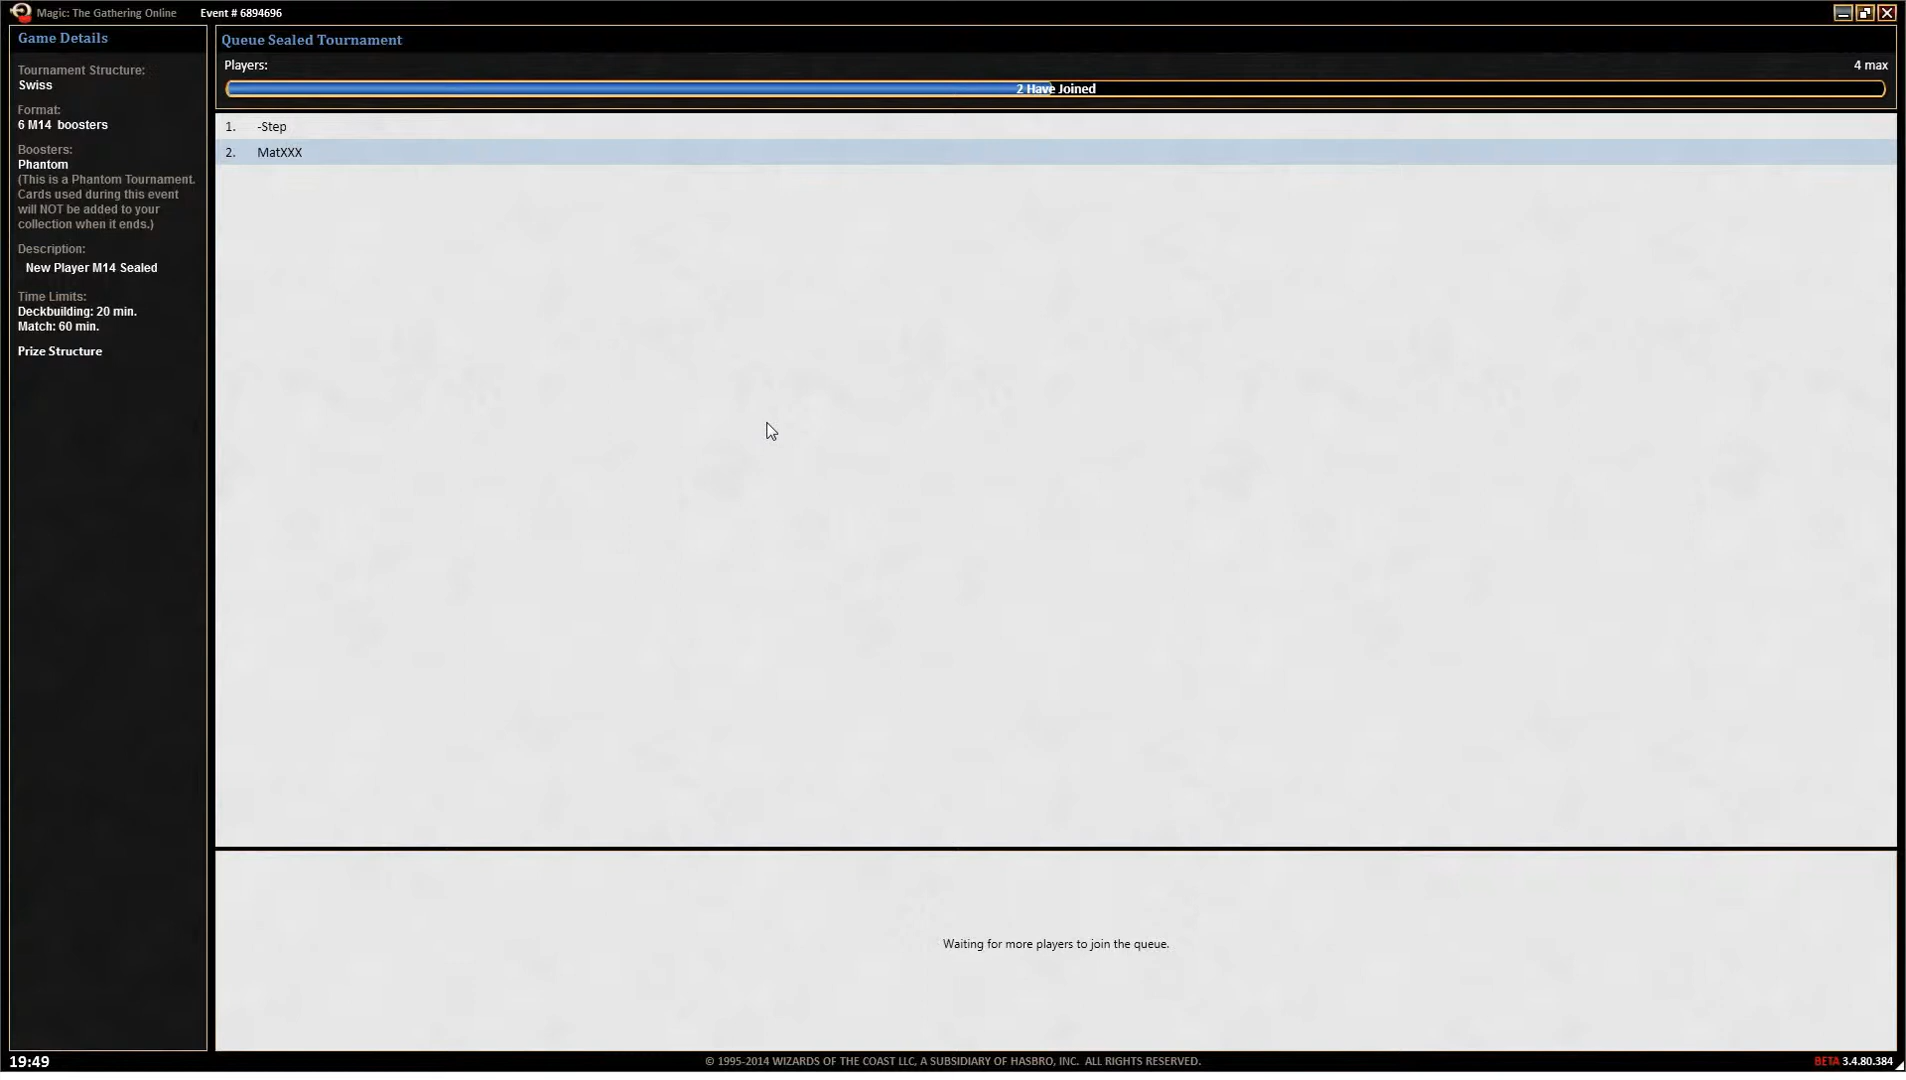 Magic: The Gathering Online Event # 6894696
Game Details
Tournament Structure:
Swiss
Format:
6 M14 boosters
Boosters:
Phantom
(This is a Phantom Tournament.
Cards used during this event
will NOT be added to your
collection when it ends.)
Description:
New Player M14 Sealed
Time Limits:
Deckbuilding: 20 min.
Match: 60 min.
Prize Structure
Queue Sealed Tournament
Players: 4 max
2 Have Joined
1. -Step
2. MatXXX
Waiting for more players to join the queue.
19:49
© 1995-2014 WIZARDS OF THE COAST LLC, A SUBSIDIARY OF HASBRO, INC. ALL RIGHTS RESERVED.
BETA 3.4.80.384